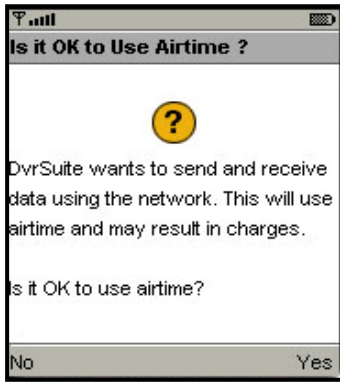 Is it OK to Use Airtime ?
?
DvrSuite wants to send and receive
data using the network. This will use
airtime and may result in charges.
Is it OK to use airtime?
No Yes